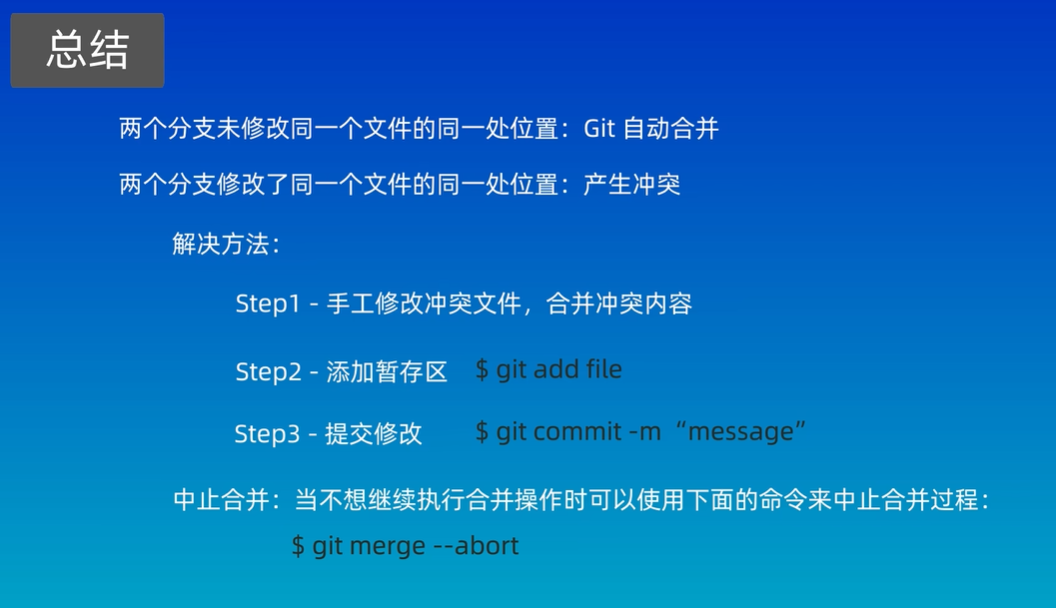 总结
两个分支未修改同一个文件的同一处位置：Git 自动合并
两个分支修改了同一个文件的同一处位置：产生冲突
解决方法：
Step1 - 手工修改冲突文件，合并冲突内容
Step2 - 添加暂存区 $ git add file
Step3 - 提交修改 $ git commit -m “message”
中止合并：当不想继续执行合并操作时可以使用下面的命令来中止合并过程：
$ git merge --abort